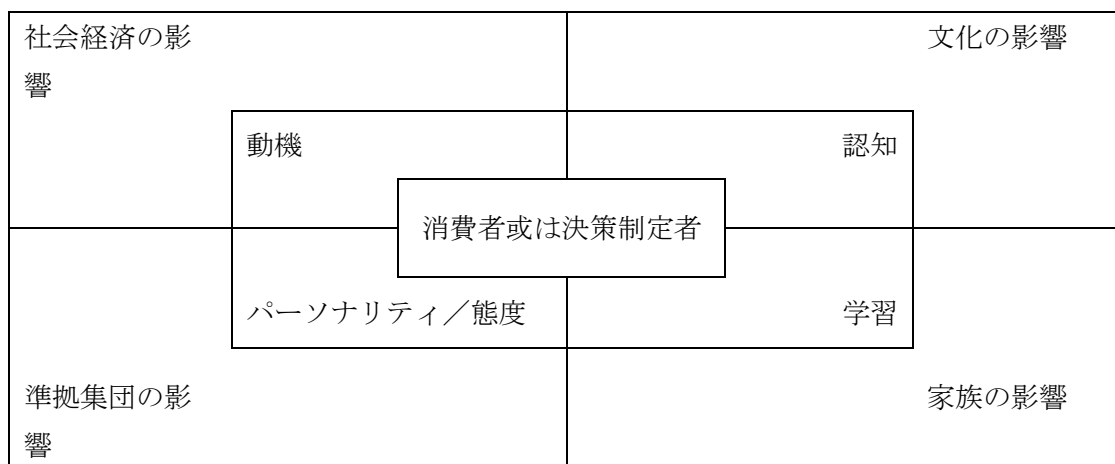 社会経済の影
響
文化の影響
動機
認知
消費者或は決策制定者
パーソナリティ／態度
学習
準拠集団の影
響
家族の影響